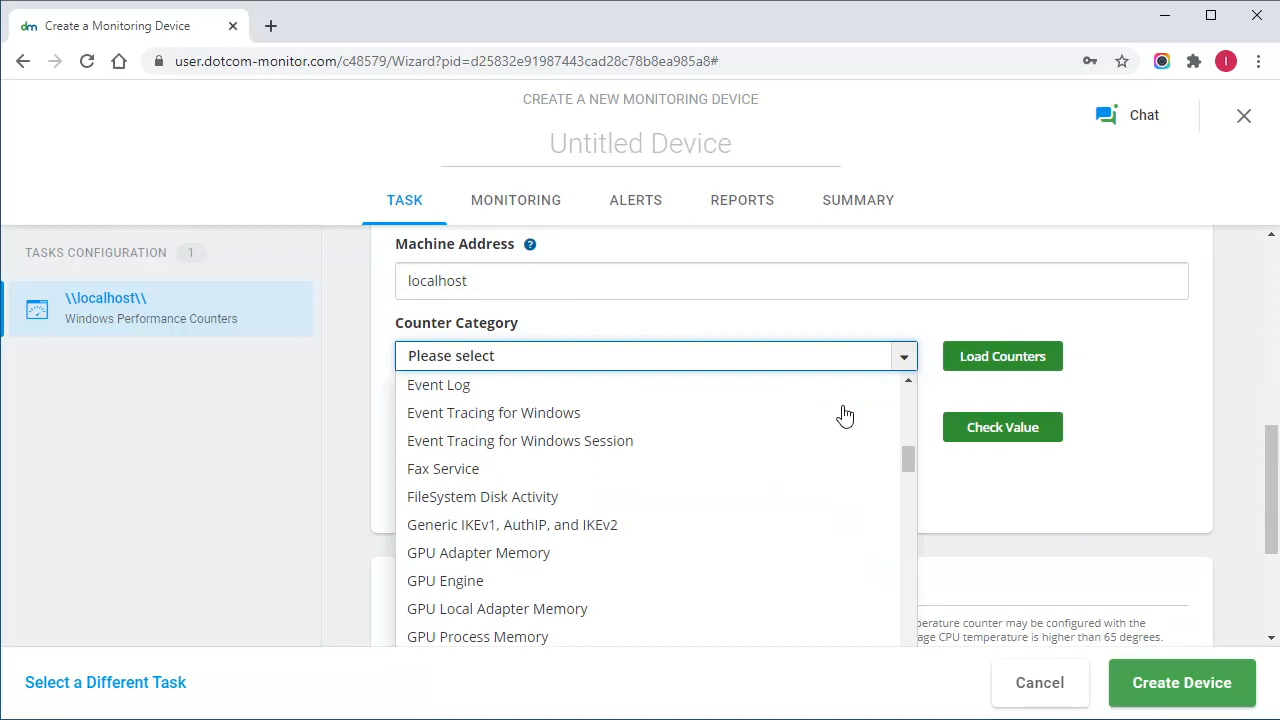 dm Create a Monitoring Device
user.dotcom-monitor.com/c48579/Wizard?pid=d25832e91987443cad28c78b8ea985a8#
I
CREATE A NEW MONITORING DEVICE
Untitled Device
Chat
TASK MONITORING ALERTS REPORTS SUMMARY
TASKS CONFIGURATION 1
\\localhost\\
Windows Performance Counters
Machine Address ?
localhost
Counter Category
Please select
Load Counters
Event Log
Event Tracing for Windows
Check Value
Event Tracing for Windows Session
Fax Service
FileSystem Disk Activity
Generic IKEv1, AuthIP, and IKEv2
GPU Adapter Memory
GPU Engine
GPU Local Adapter Memory
GPU Process Memory
perature counter may be configured with the
age CPU temperature is higher than 65 degrees.
Select a Different Task
Cancel
Create Device